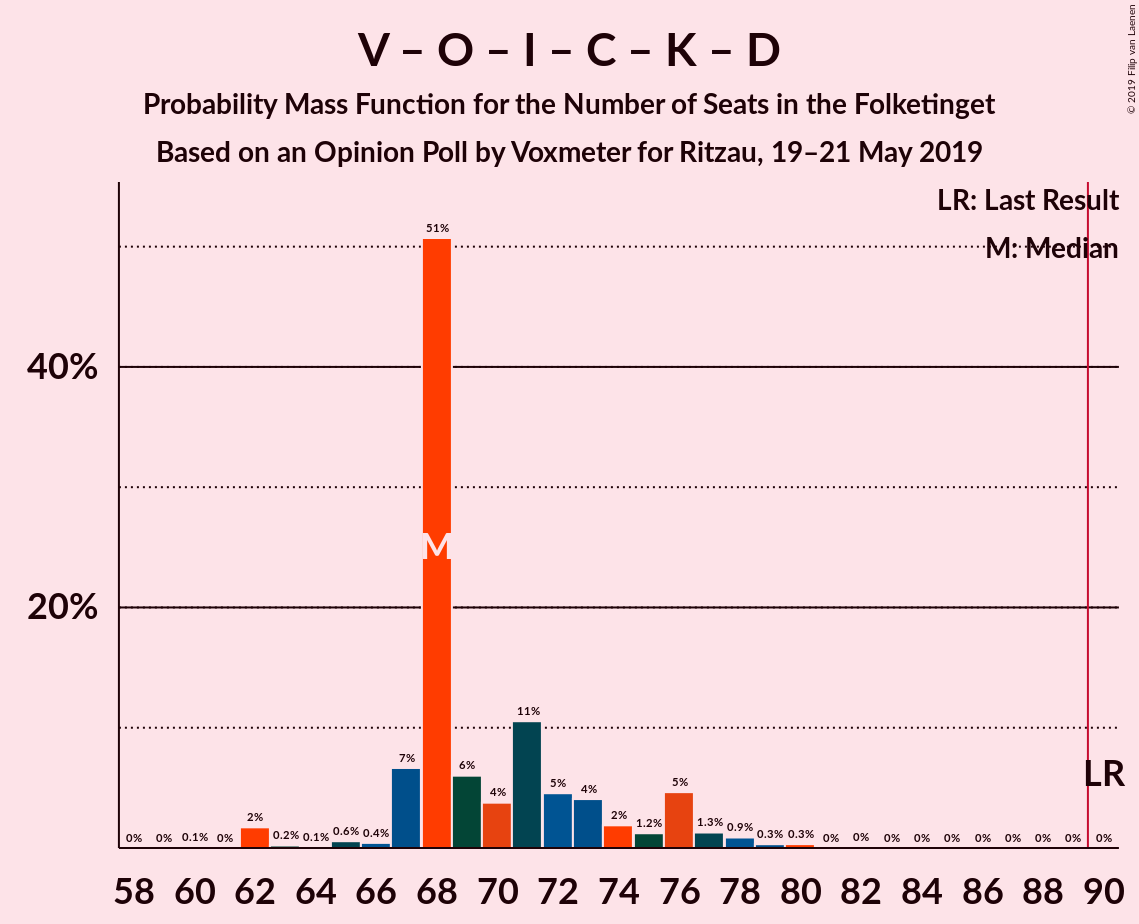 V – O – I – C – K – D
Probability Mass Function for the Number of Seats in the Folketinget
Based on an Opinion Poll by Voxmeter for Ritzau, 19–21 May 2019
© 2019 Filip van Laenen
LR: Last Result
M: Median
51%
40%
M
20%
11%
LR
7%
6%
4%
5%
4%
2%
5%
2%
0% 0% 0.1% 0% 0.2% 0.1% 0.6% 0.4% 1.2% 1.3% 0.9% 0.3% 0.3% 0% 0% 0% 0% 0% 0% 0% 0% 0% 0%
58 60 62 64 66 68 70 72 74 76 78 80 82 84 86 88 90